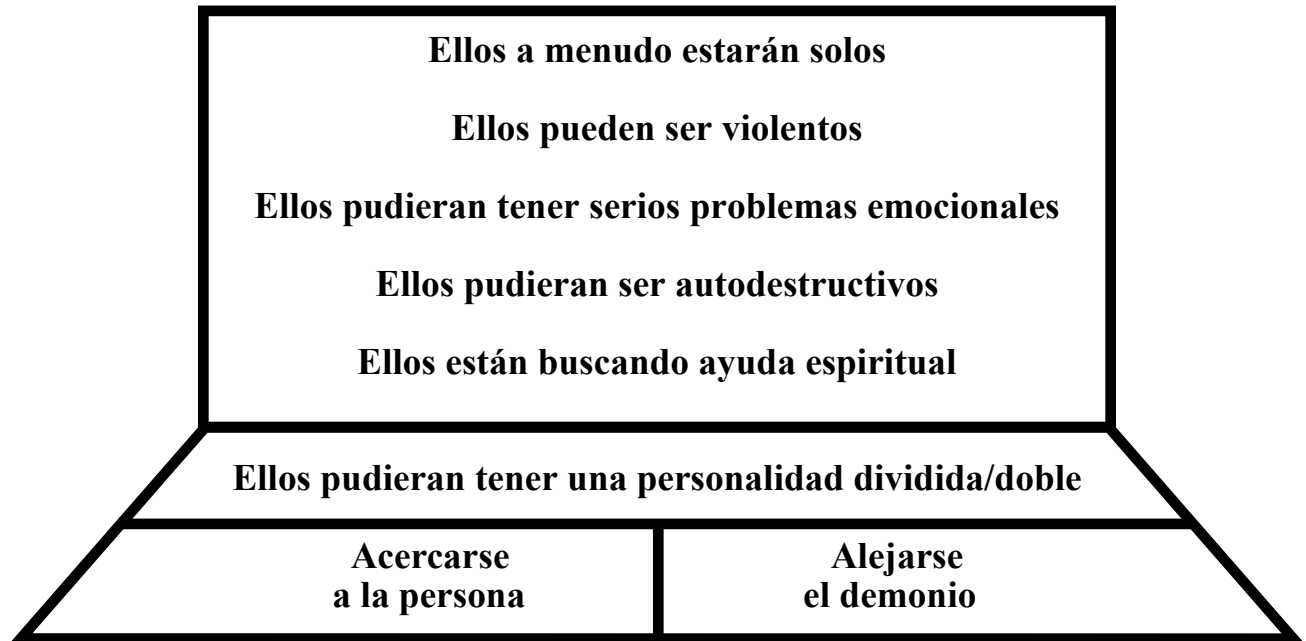 Ellos a menudo estarán solos
Ellos pueden ser violentos
Ellos pudieran tener serios problemas emocionales
Ellos pudieran ser autodestructivos
Ellos están buscando ayuda espiritual
Ellos pudieran tener una personalidad dividida/doble
Acercarse
a la persona
Alejarse
el demonio